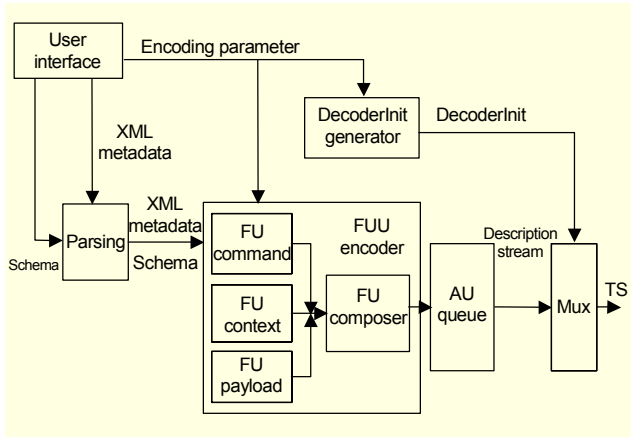 User
interface
Encoding parameter
DecoderInit
generator
DecoderInit
XML
metadata
Parsing
Schema
XML
metadata
Schema
FU
command
FUU
encoder
FU
context
FU
composer
FU
payload
AU
queue
Description
stream
Mux
TS